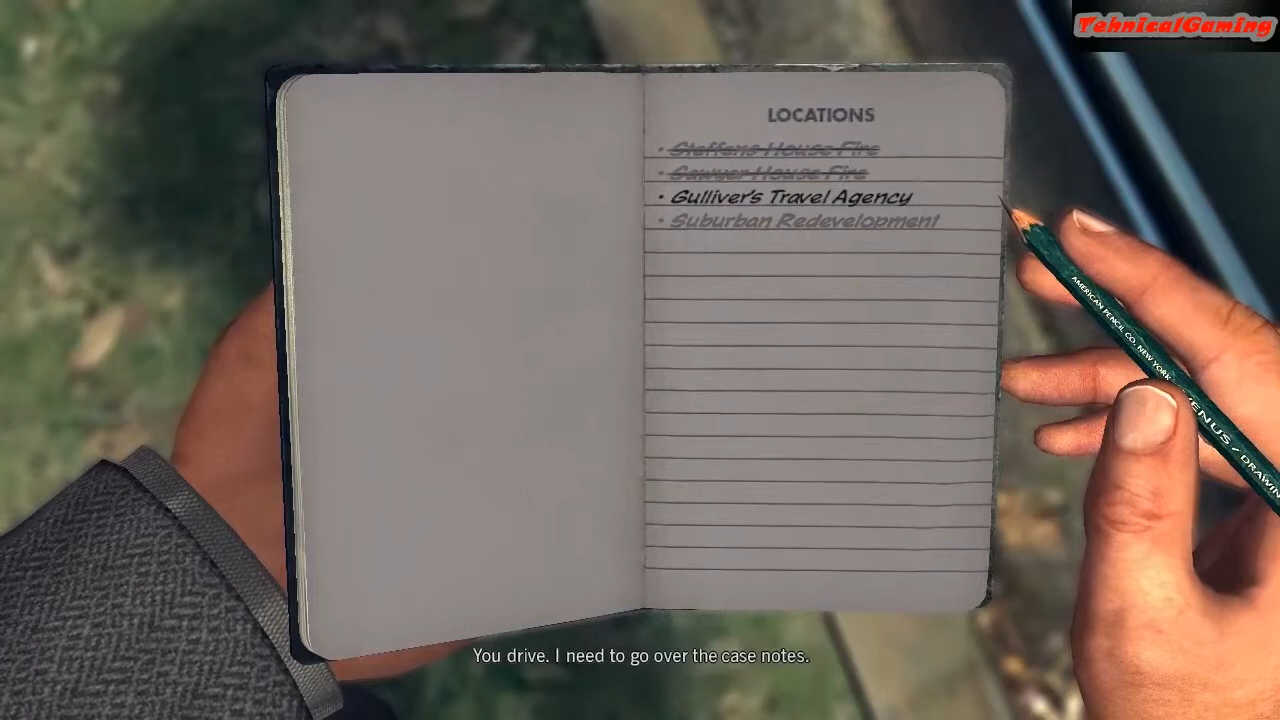 TehnicalGaming
LOCATIONS
• Steffens House Fire
• Sawyer House Fire
• Gulliver's Travel Agency
• Suburban Redevelopment
AMERICAN PENCIL CO. NEW YORK
VENUS / DRAWIN
You drive. I need to go over the case notes.